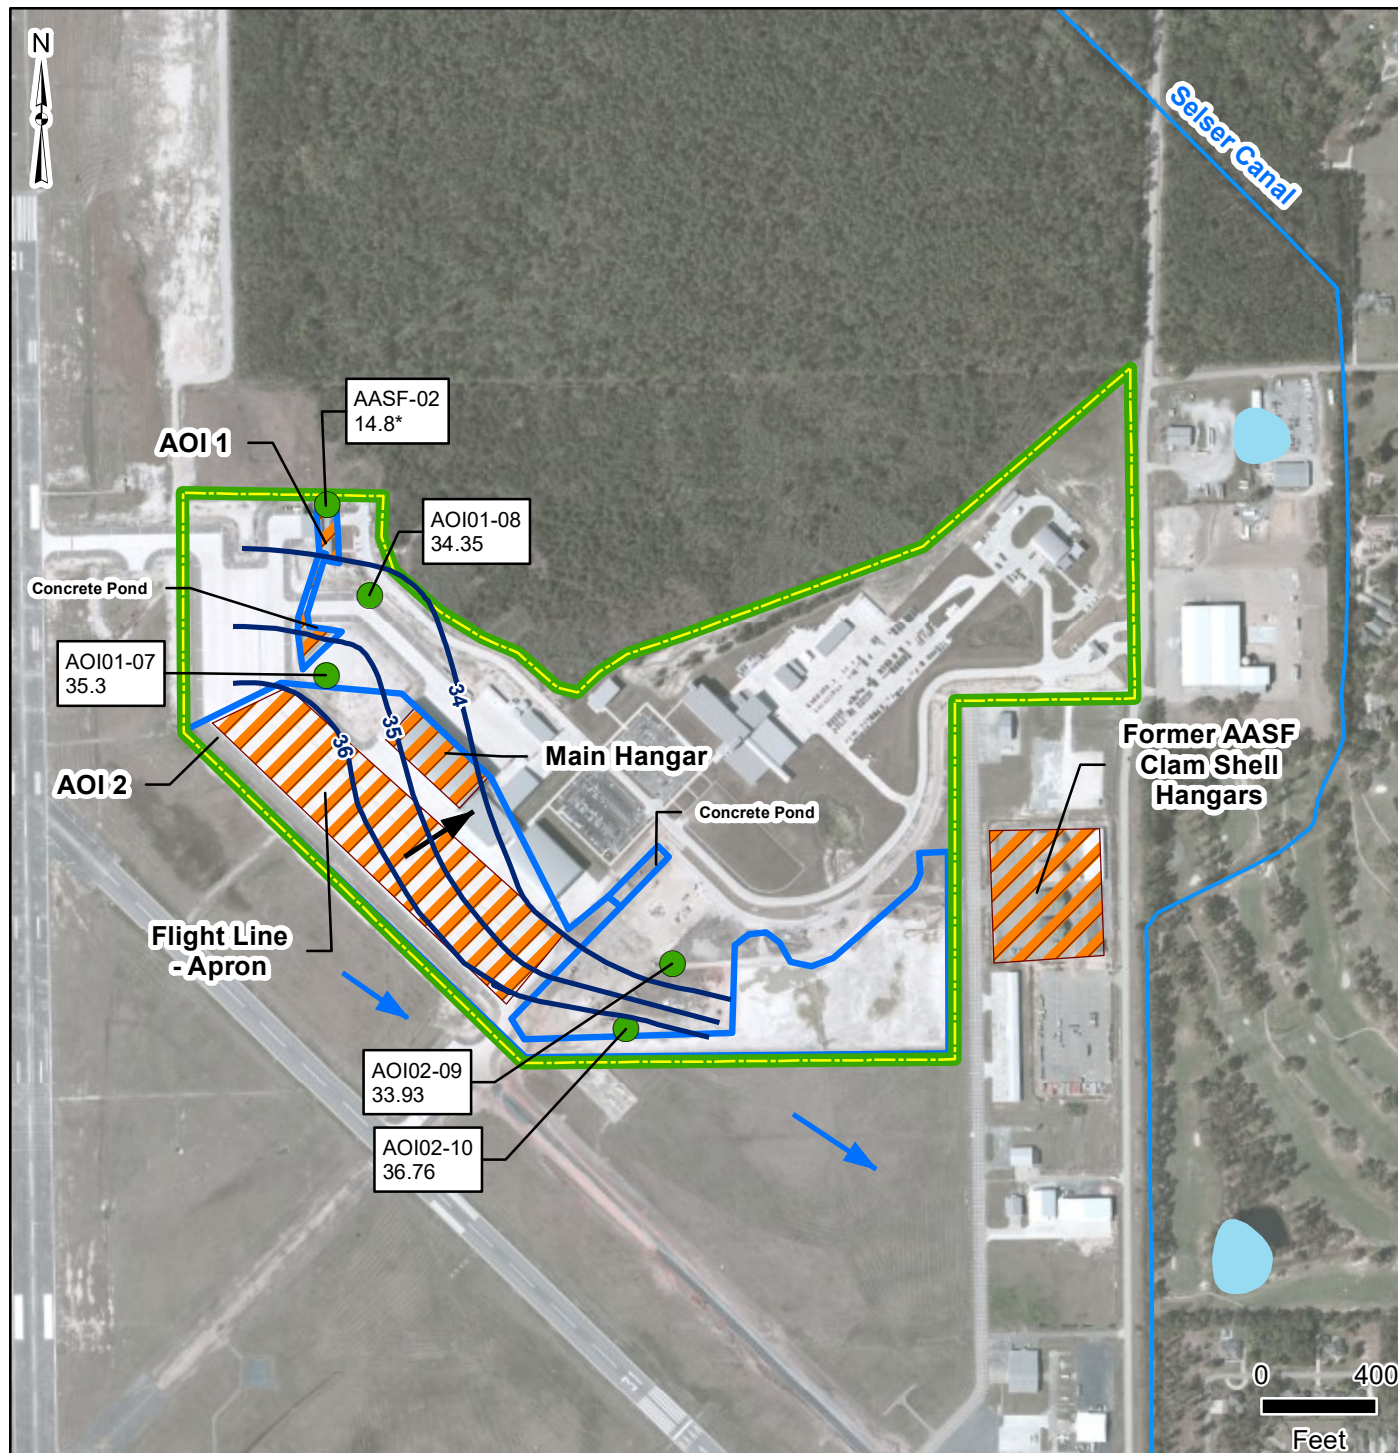 N
Selser Canal
AASF-02
14.8*
AOI 1
AOI01-08
34.35
Concrete Pond
AOI01-07
35.3
34
35
36
Main Hangar
Former AASF
Clam Shell
Hangars
AOI 2
Concrete Pond
Flight Line
- Apron
AOI02-09
33.93
AOI02-10
36.76
0 400
Feet